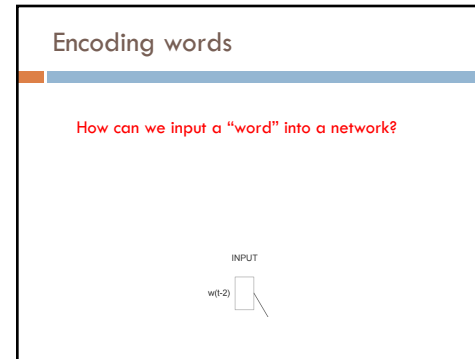 Encoding words
How can we input a “word” into a network?
INPUT
w(t-2)